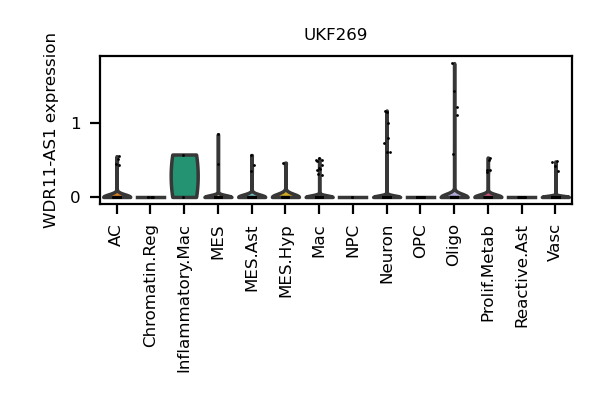 UKF269
WDR11-AS1 expression
1
0
AC
Chromatin.Reg
Inflammatory.Mac
MES
MES.Ast
MES.Hyp
Mac
NPC
Neuron
OPC
Oligo
Prolif.Metab
Reactive.Ast
Vasc